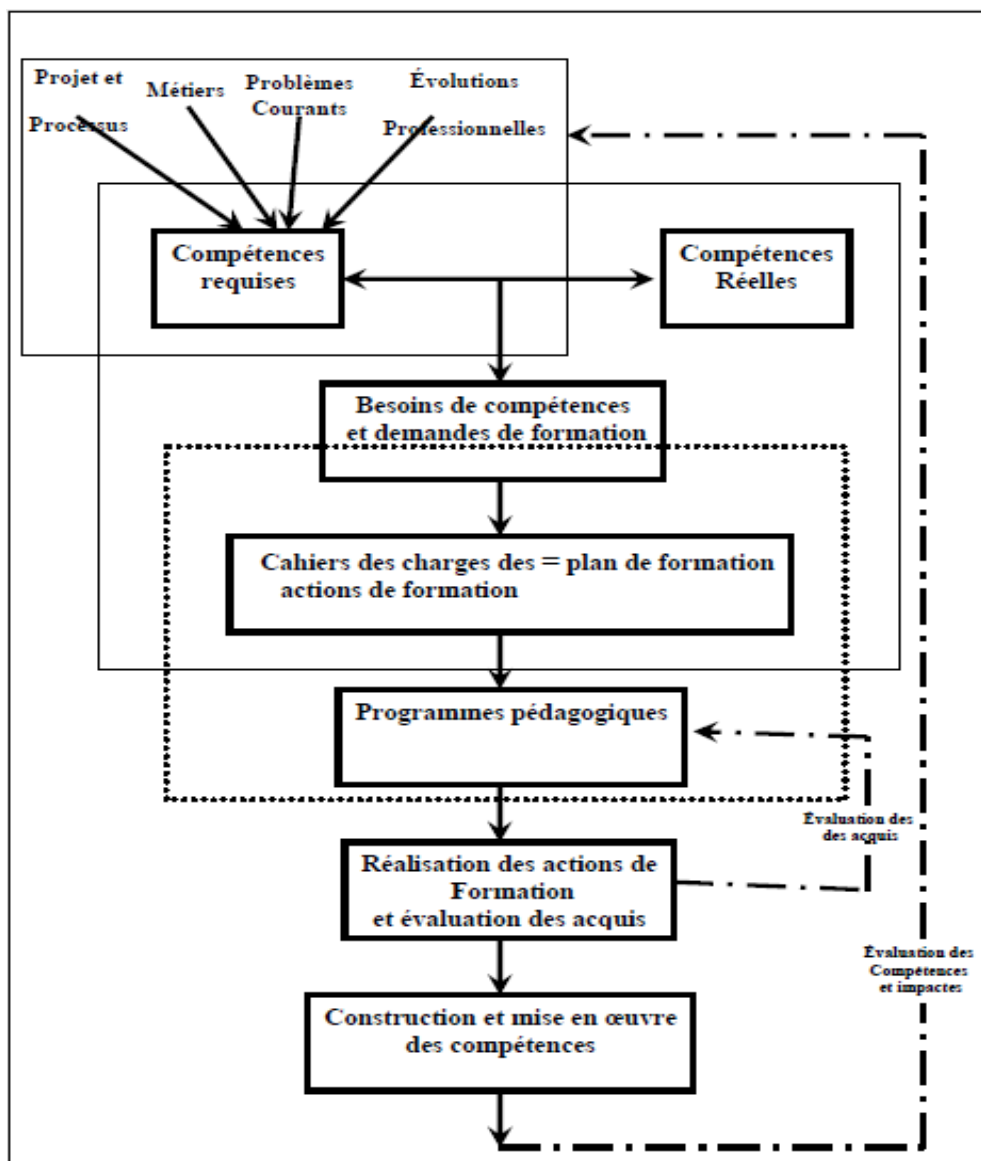 Projet et
Processus
Métiers
Problèmes
Courants
Évolutions
Professionnelles
Compétences
requises
Compétences
Réelles
Besoins de compétences
et demandes de formation
Cahiers des charges des = plan de formation
actions de formation
Programmes pédagogiques
Évaluation des
des acquis
Réalisation des actions de
Formation
et évaluation des acquis
Évaluation des
Compétences
et impactes
Construction et mise en œuvre
des compétences